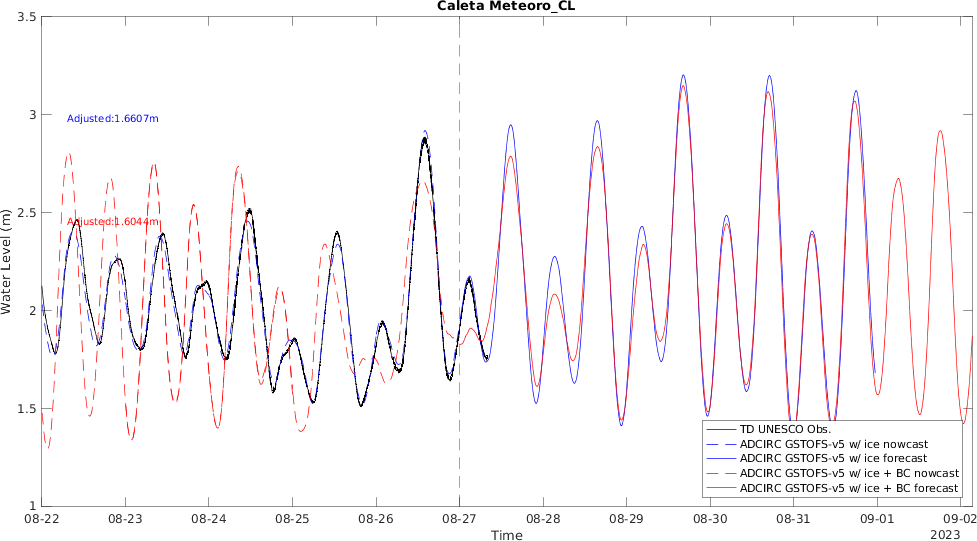 Caleta Meteoro_CL
3.5
3
2.5
2
1.5
1
Water Level (m)
Adjusted:1.6607m
Adjusted:1.6044m
TD UNESCO Obs.
ADCIRC GSTOFS-v5 w/ ice nowcast
ADCIRC GSTOFS-v5 w/ ice forecast
ADCIRC GSTOFS-v5 w/ ice + BC nowcast
ADCIRC GSTOFS-v5 w/ ice + BC forecast
08-22 08-23 08-24 08-25 08-26 08-27 08-28 08-29 08-30 08-31 09-01 09-02
Time
2023